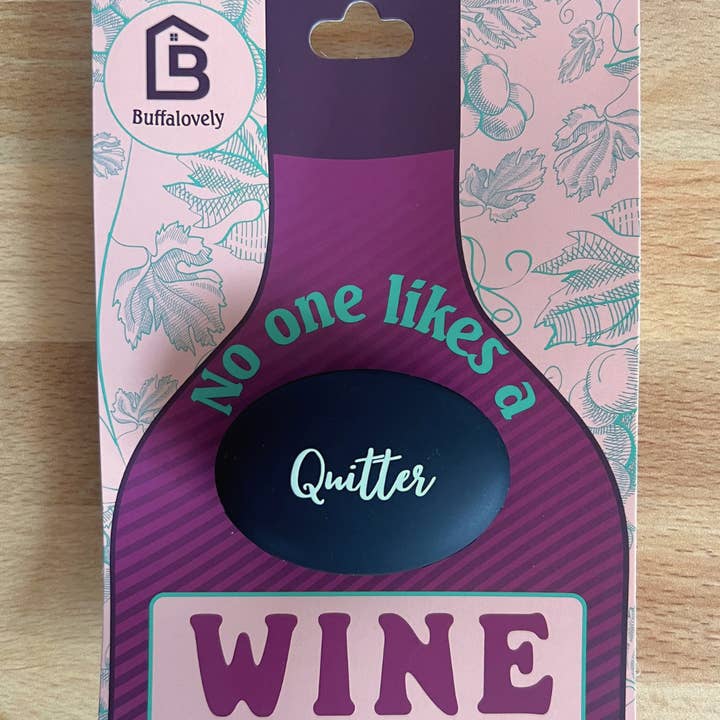 B
Buffalovely
No one likes a
Quitter
WINE